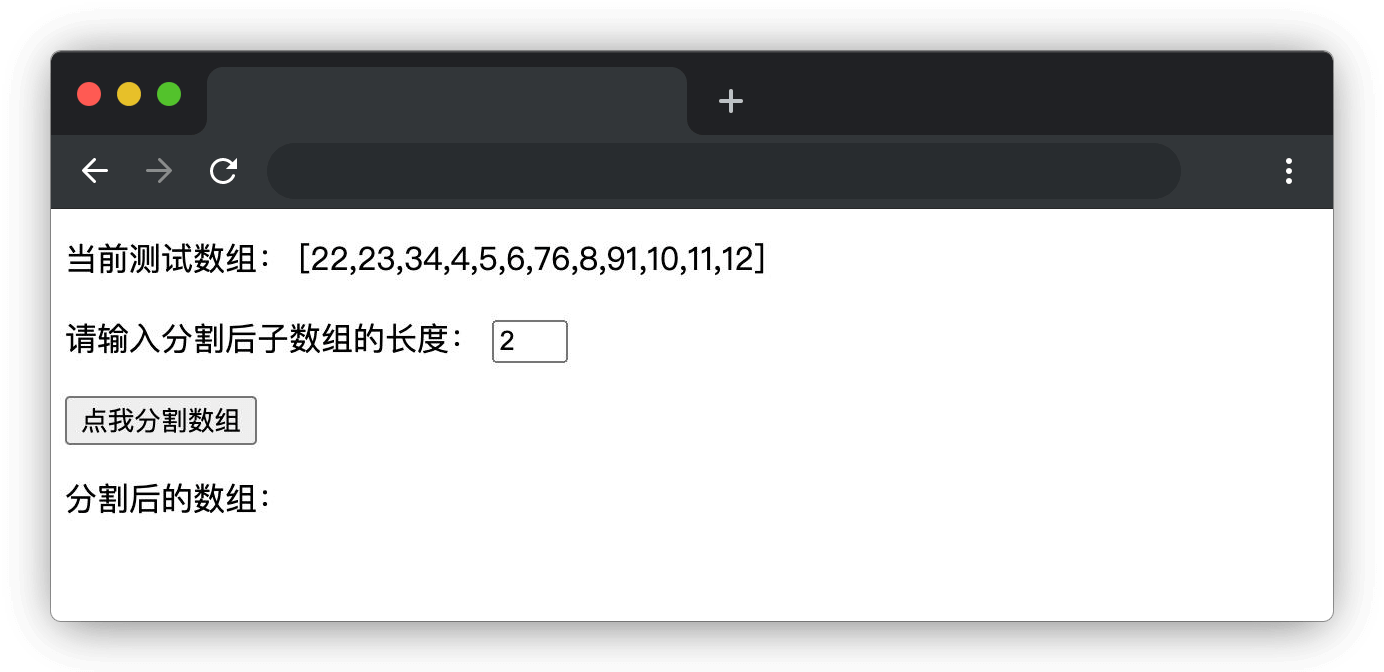 当前测试数组： [22,23,34,4,5,6,76,8,91,10,11,12]
请输入分割后子数组的长度： 2
点我分割数组
分割后的数组：